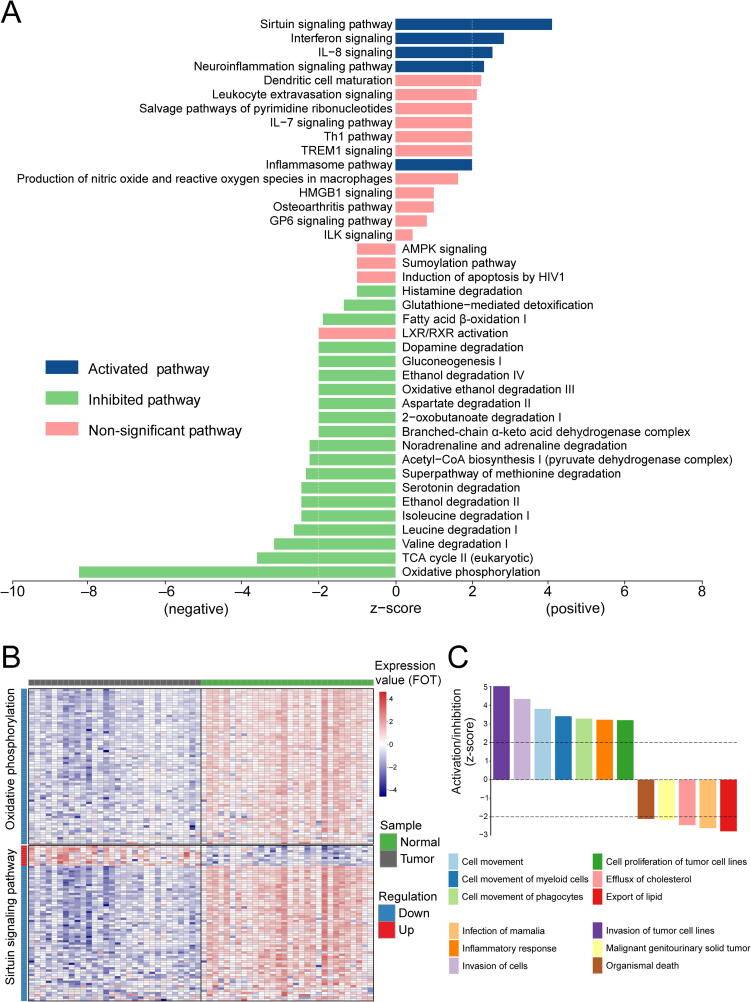 A
Sirtuin signaling pathway
Interferon signaling
IL−8 signaling
Neuroinflammation signaling pathway
Dendritic cell maturation
Leukocyte extravasation signaling
Salvage pathways of pyrimidine ribonucleotides
IL−7 signaling pathway
Th1 pathway
TREM1 signaling
Inflammasome pathway
Production of nitric oxide and reactive oxygen species in macrophages
HMGB1 signaling
Osteoarthritis pathway
GP6 signaling pathway
ILK signaling
AMPK signaling
Sumoylation pathway
Induction of apoptosis by HIV1
Histamine degradation
Glutathione−mediated detoxification
Fatty acid β-oxidation I
LXR/RXR activation
Dopamine degradation
Gluconeogenesis I
Ethanol degradation IV
Oxidative ethanol degradation III
Aspartate degradation II
2−oxobutanoate degradation I
Branched−chain α-keto acid dehydrogenase complex
Noradrenaline and adrenaline degradation
Acetyl−CoA biosynthesis I (pyruvate dehydrogenase complex)
Superpathway of methionine degradation
Serotonin degradation
Ethanol degradation II
Isoleucine degradation I
Leucine degradation I
Valine degradation I
TCA cycle II (eukaryotic)
Oxidative phosphorylation
Activated pathway
Inhibited pathway
Non-significant pathway
−10 −8 −6 −4 −2 0 2 4 6 8
(negative) z−score (positive)
B
Oxidative phosphorylation
Sirtuin signaling pathway
Expression
value (FOT)
4
2
0
−2
−4
Sample
Normal
Tumor
Regulation
Down
Up
C
Activation/inhibition
(z-score)
5
4
3
2
1
0
−1
−2
−3
Cell movement
Cell movement of myeloid cells
Cell movement of phagocytes
Cell proliferation of tumor cell lines
Efflusx of cholesterol
Export of lipid
Infection of mamalia
Inflammatory response
Invasion of cells
Invasion of tumor cell lines
Malignant genitourinary solid tumor
Organismal death